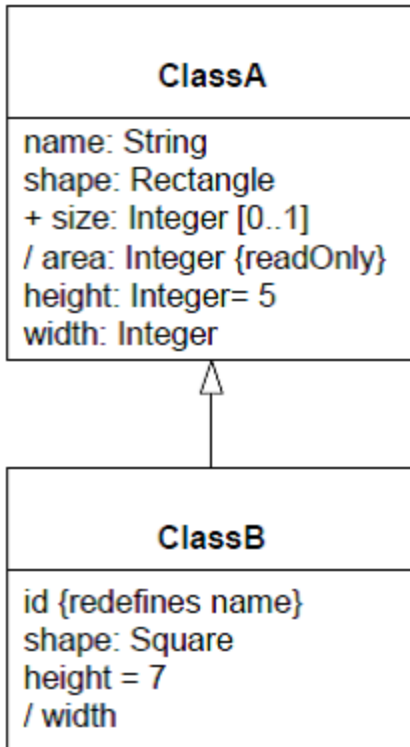 ClassA
name: String
shape: Rectangle
+ size: Integer [0..1]
/ area: Integer {readOnly}
height: Integer= 5
width: Integer
ClassB
id {redefines name}
shape: Square
height = 7
/ width